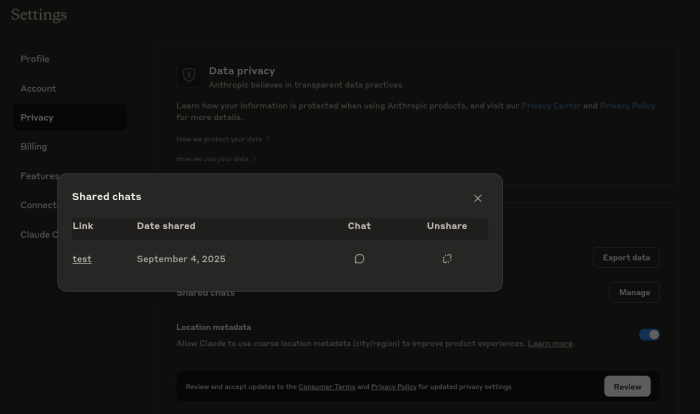 Settings
Profile
Account
Privacy
Billing
Features
Connect
Claude C
Data privacy
Anthropic believes in transparent data practices
Learn how your information is protected when using Anthropic products, and visit our Privacy Center and Privacy Policy
for more details.
How we protect your data
How we use your data
Shared chats
Link Date shared Chat Unshare
test September 4, 2025
Export data
Shared chats
Manage
Location metadata
Allow Claude to use coarse location metadata (city/region) to improve product experiences. Learn more.
Review and accept updates to the Consumer Terms and Privacy Policy for updated privacy settings
Review